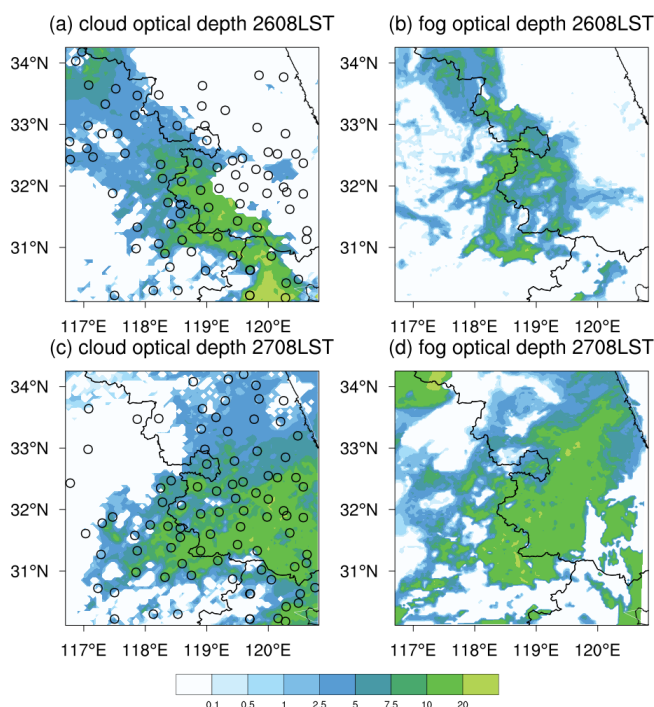 (a) cloud optical depth 2608LST
(b) fog optical depth 2608LST
34°N
33°N
32°N
31°N
117°E 118°E 119°E 120°E
34°N
33°N
32°N
31°N
117°E 118°E 119°E 120°E
(c) cloud optical depth 2708LST
(d) fog optical depth 2708LST
34°N
33°N
32°N
31°N
117°E 118°E 119°E 120°E
34°N
33°N
32°N
31°N
117°E 118°E 119°E 120°E
0.1 0.5 1 2.5 5 7.5 10 20